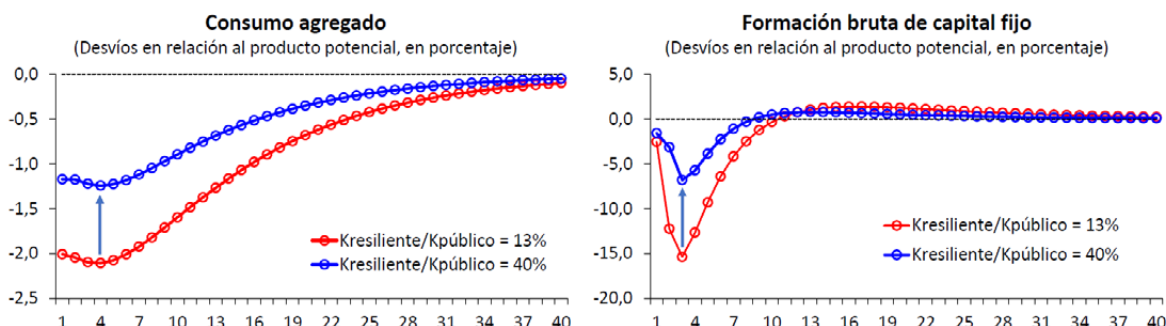 Consumo agregado
(Desvíos en relación al producto potencial, en porcentaje)
0,0
-0,5
-1,0
-1,5
-2,0
-2,5
Kresiliente/Kpúblico = 13%
Kresiliente/Kpúblico = 40%
1 4 7 10 13 16 19 22 25 28 31 34 37 40
Formación bruta de capital fijo
(Desvíos en relación al producto potencial, en porcentaje)
5,0
0,0
-5,0
-10,0
-15,0
-20,0
Kresiliente/Kpúblico = 13%
Kresiliente/Kpúblico = 40%
1 4 7 10 13 16 19 22 25 28 31 34 37 40